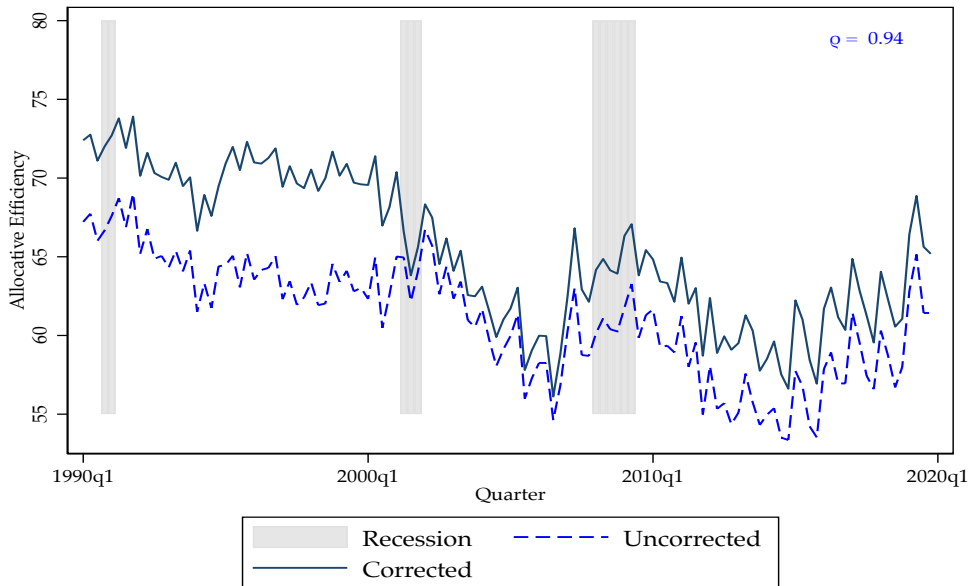 80
ϱ = 0.94
75
70
65
60
55
Allocative Efficiency
1990q1 2000q1 2010q1 2020q1
Quarter
Recession Uncorrected
Corrected